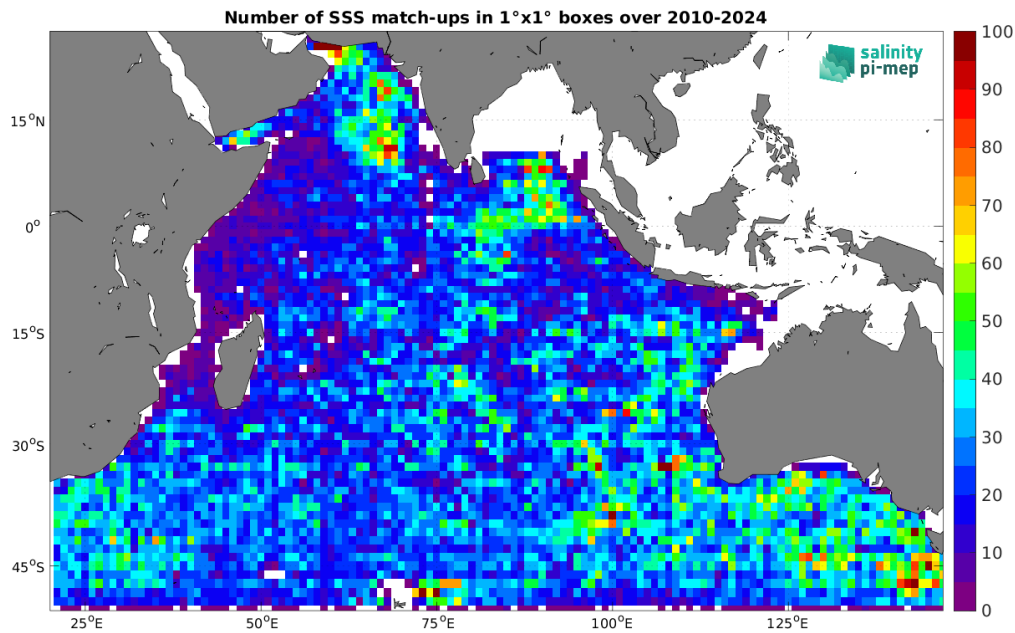 Number of SSS match-ups in 1°x1° boxes over 2010-2024
salinity
pi-mep
100
90
80
70
60
50
40
30
20
10
0
15°N
0°
15°S
30°S
45°S
25°E
50°E
75°E
100°E
125°E